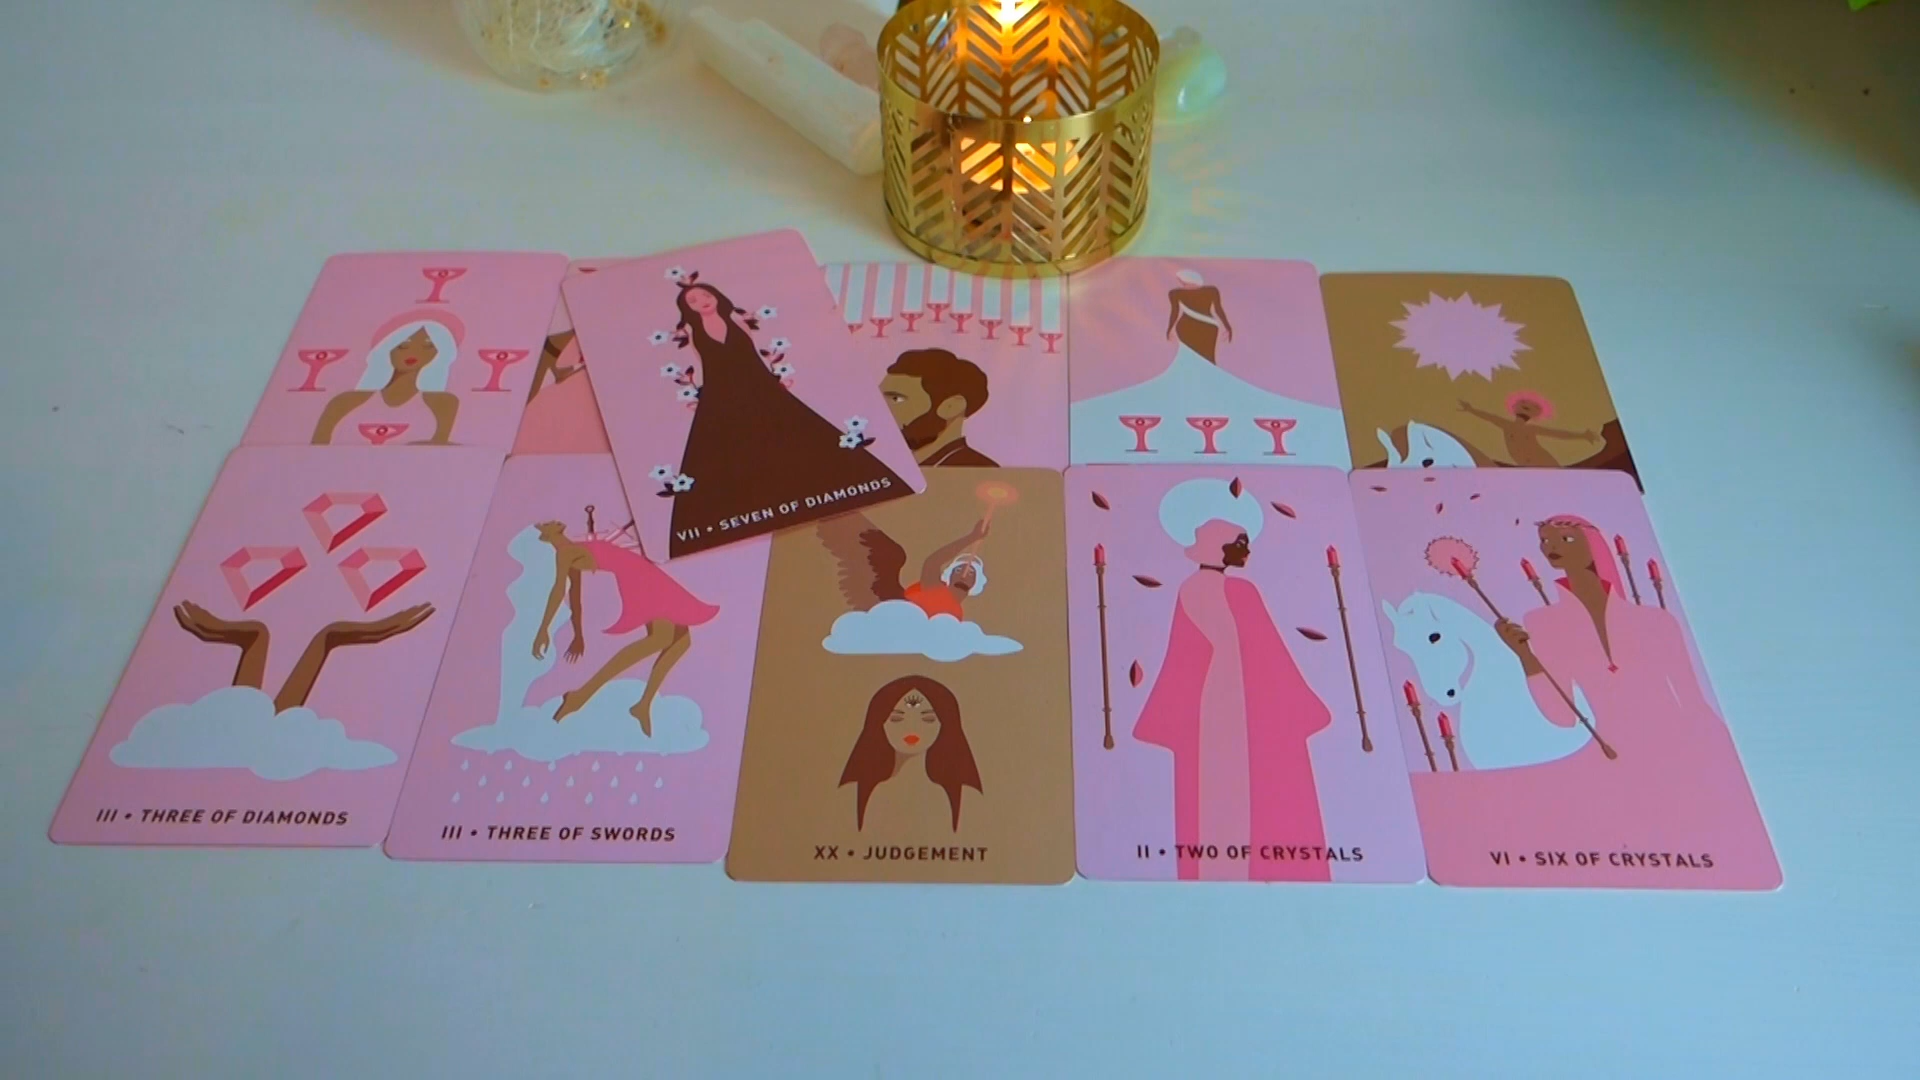 VII • SEVEN OF DIAMONDS
III • THREE OF DIAMONDS
III • THREE OF SWORDS
XX • JUDGEMENT
II • TWO OF CRYSTALS
VI • SIX OF CRYSTALS